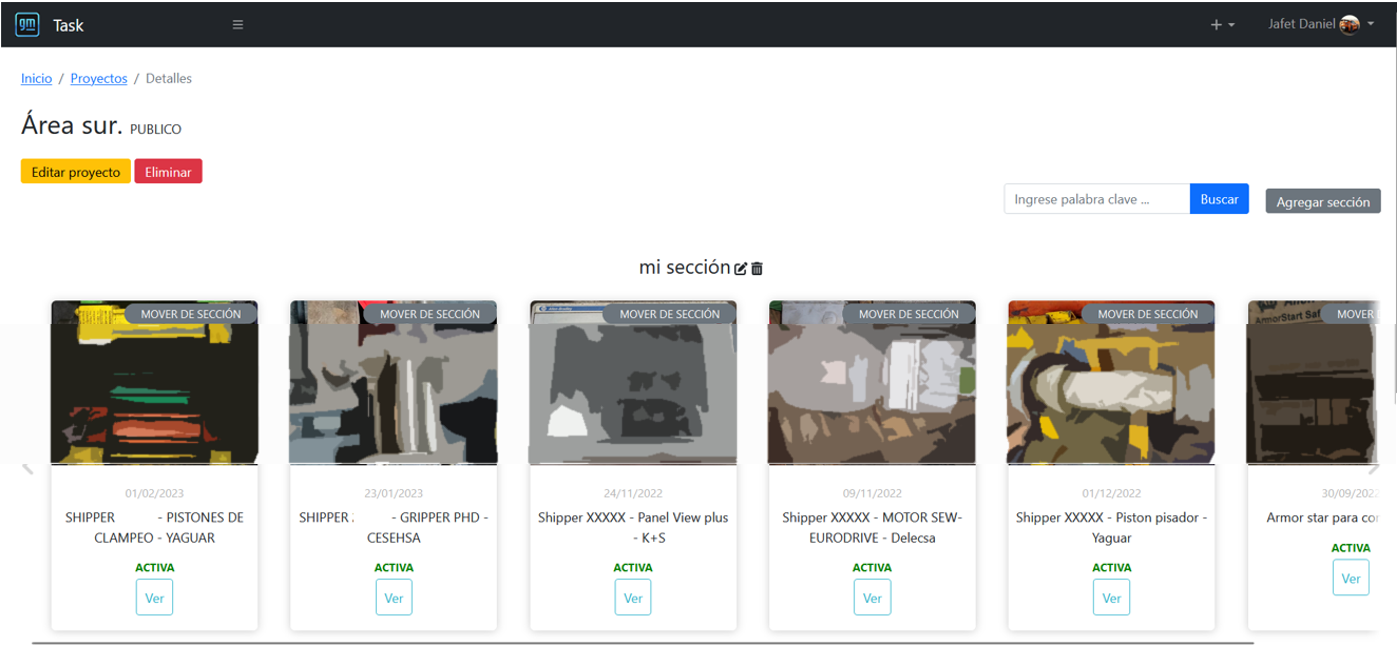 gm Task
Jafet Daniel
Inicio / Proyectos / Detalles
Área sur. PUBLICO
Editar proyecto Eliminar
Ingrese palabra clave ... Buscar Agregar sección
mi sección
MOVER DE SECCIÓN MOVER DE SECCIÓN MOVER DE SECCIÓN MOVER DE SECCIÓN MOVER DE SECCIÓN MOVER
01/02/2023
SHIPPER - PISTONES DE
CLAMPEO - YAGUAR
ACTIVA
Ver
23/01/2023
SHIPPER - GRIPPER PHD -
CESEHSA
ACTIVA
Ver
24/11/2022
Shipper XXXXX - Panel View plus
- K+S
ACTIVA
Ver
09/11/2022
Shipper XXXXX - MOTOR SEW-
EURODRIVE - Delecsa
ACTIVA
Ver
01/12/2022
Shipper XXXXX - Piston pisador -
Yaguar
ACTIVA
Ver
ArmorStart
30/09/2022
Armor star para
ACTIVA
Ver